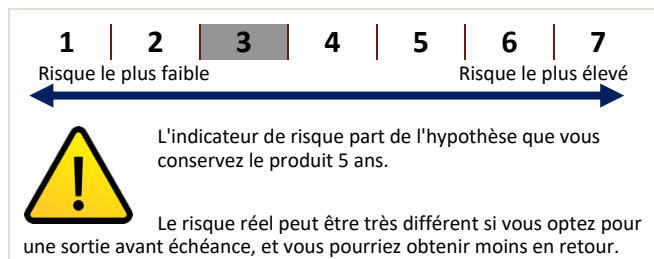 1 2 3 4 5 6 7
Risque le plus faible Risque le plus élevé
L'indicateur de risque part de l'hypothèse que vous
conservez le produit 5 ans.
Le risque réel peut être très différent si vous optez pour
une sortie avant échéance, et vous pourriez obtenir moins en retour.